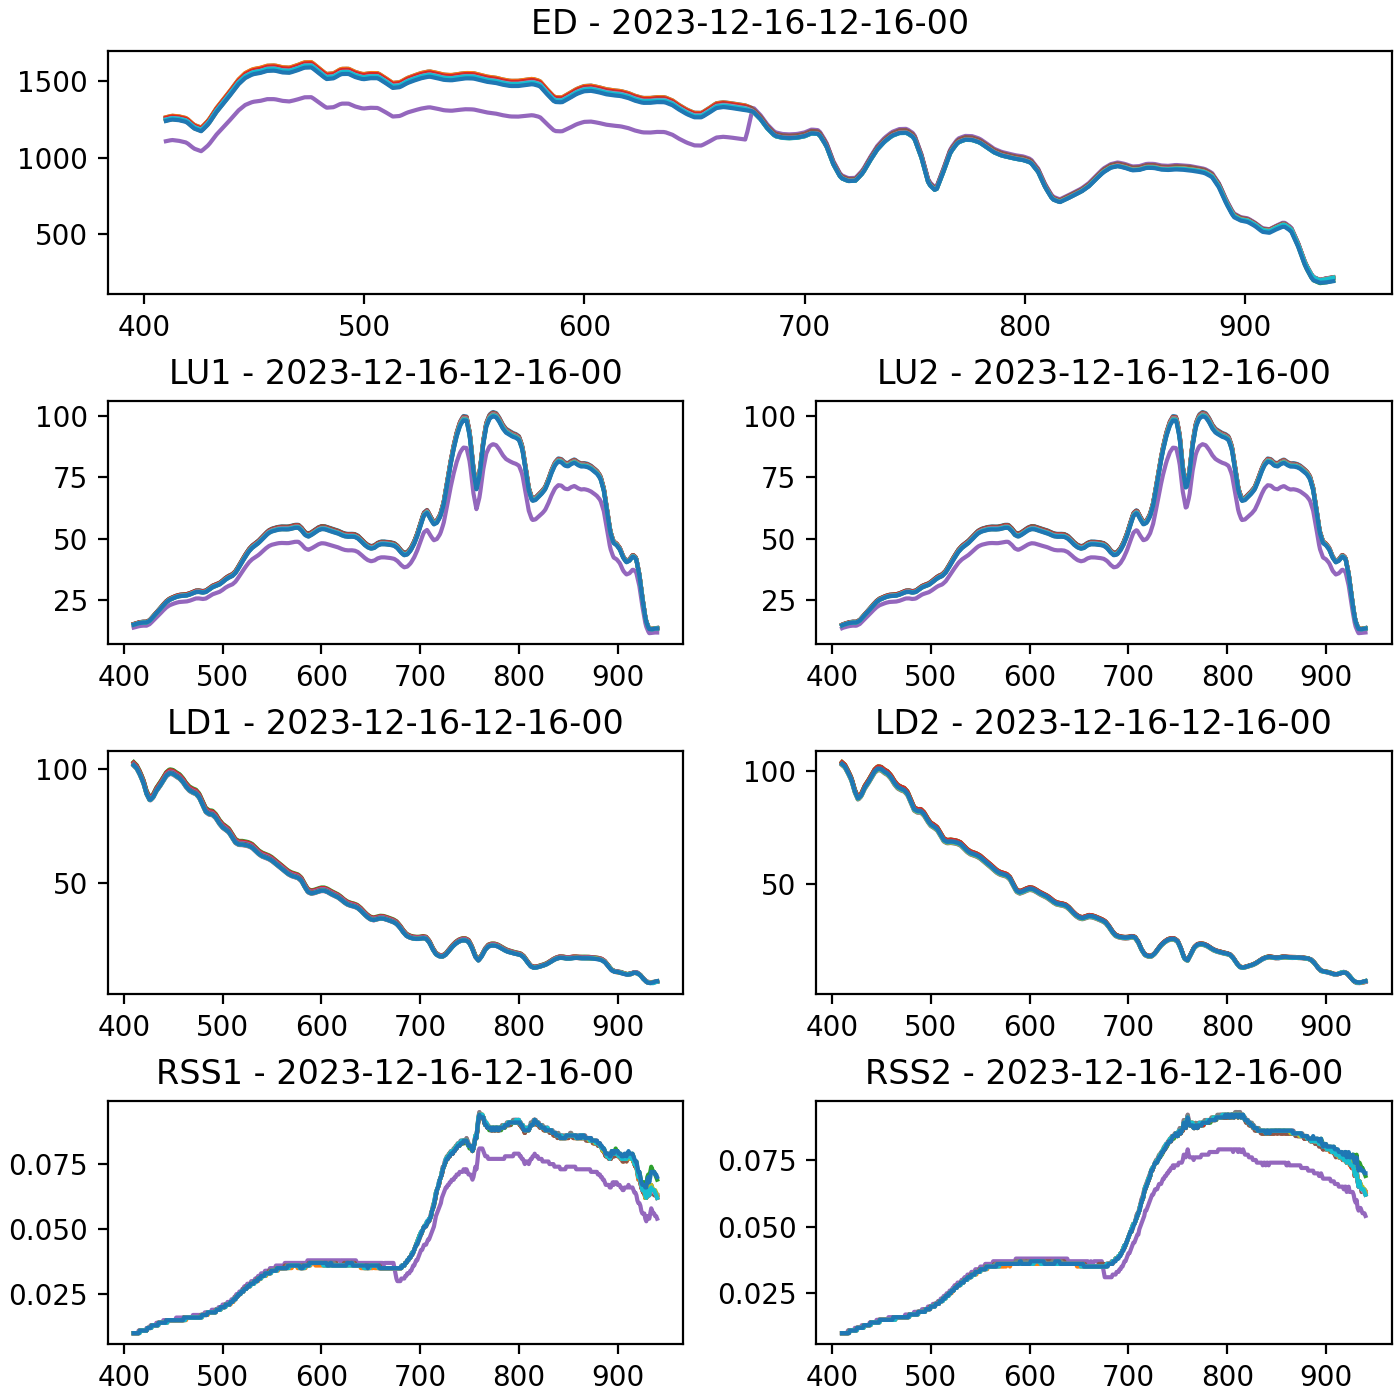 ED - 2023-12-16-12-16-00
1500
1000
500
400 500 600 700 800 900
LU1 - 2023-12-16-12-16-00
100
75
50
25
400 500 600 700 800 900
LU2 - 2023-12-16-12-16-00
100
75
50
25
400 500 600 700 800 900
LD1 - 2023-12-16-12-16-00
100
50
400 500 600 700 800 900
LD2 - 2023-12-16-12-16-00
100
50
400 500 600 700 800 900
RSS1 - 2023-12-16-12-16-00
0.075
0.050
0.025
400 500 600 700 800 900
RSS2 - 2023-12-16-12-16-00
0.075
0.050
0.025
400 500 600 700 800 900